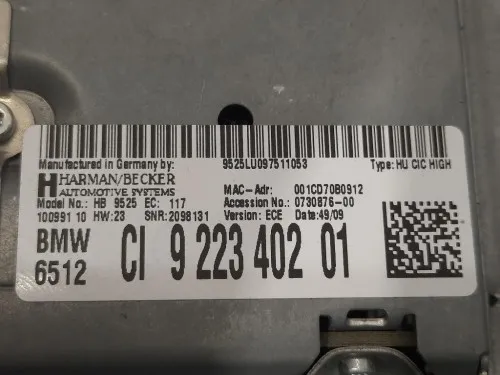 Manufactured in Germany by: 9525LU097511053 Type: HU CIC HIGH
HARMAN/BECKER
AUTOMOTIVE SYSTEMS MAC-Adr: 001CD70B0912
Model No.: HB 9525 EC: 117 Accession No.: 0730876-00
100991 10 HW:23 SNR:2098131 Version: ECE Date:49/09
BMW
6512 CI 9 223 402 01